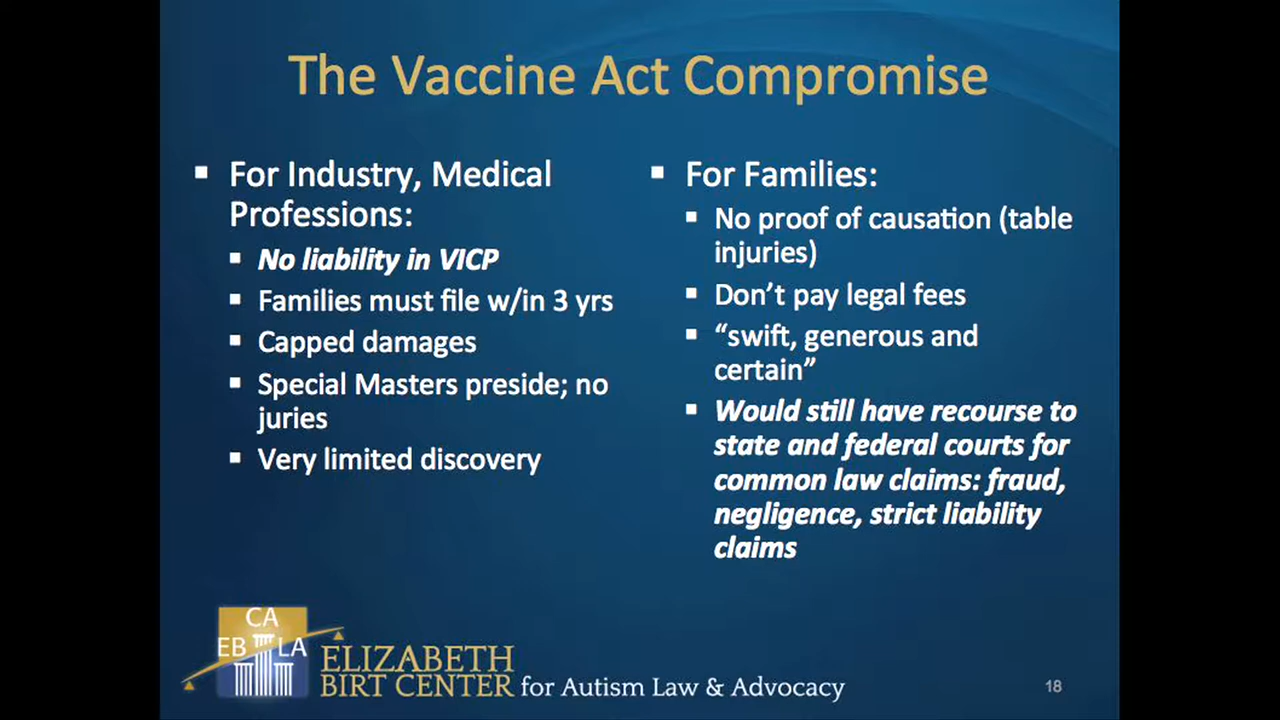 The Vaccine Act Compromise
▪ For Industry, Medical
Professions:
▪ No liability in VICP
▪ Families must file w/in 3 yrs
▪ Capped damages
▪ Special Masters preside; no
juries
▪ Very limited discovery
▪ For Families:
▪ No proof of causation (table
injuries)
▪ Don’t pay legal fees
▪ “swift, generous and
certain”
▪ Would still have recourse to
state and federal courts for
common law claims: fraud,
negligence, strict liability
claims
CA
EB LA
ELIZABETH
BIRT CENTER for Autism Law & Advocacy
18